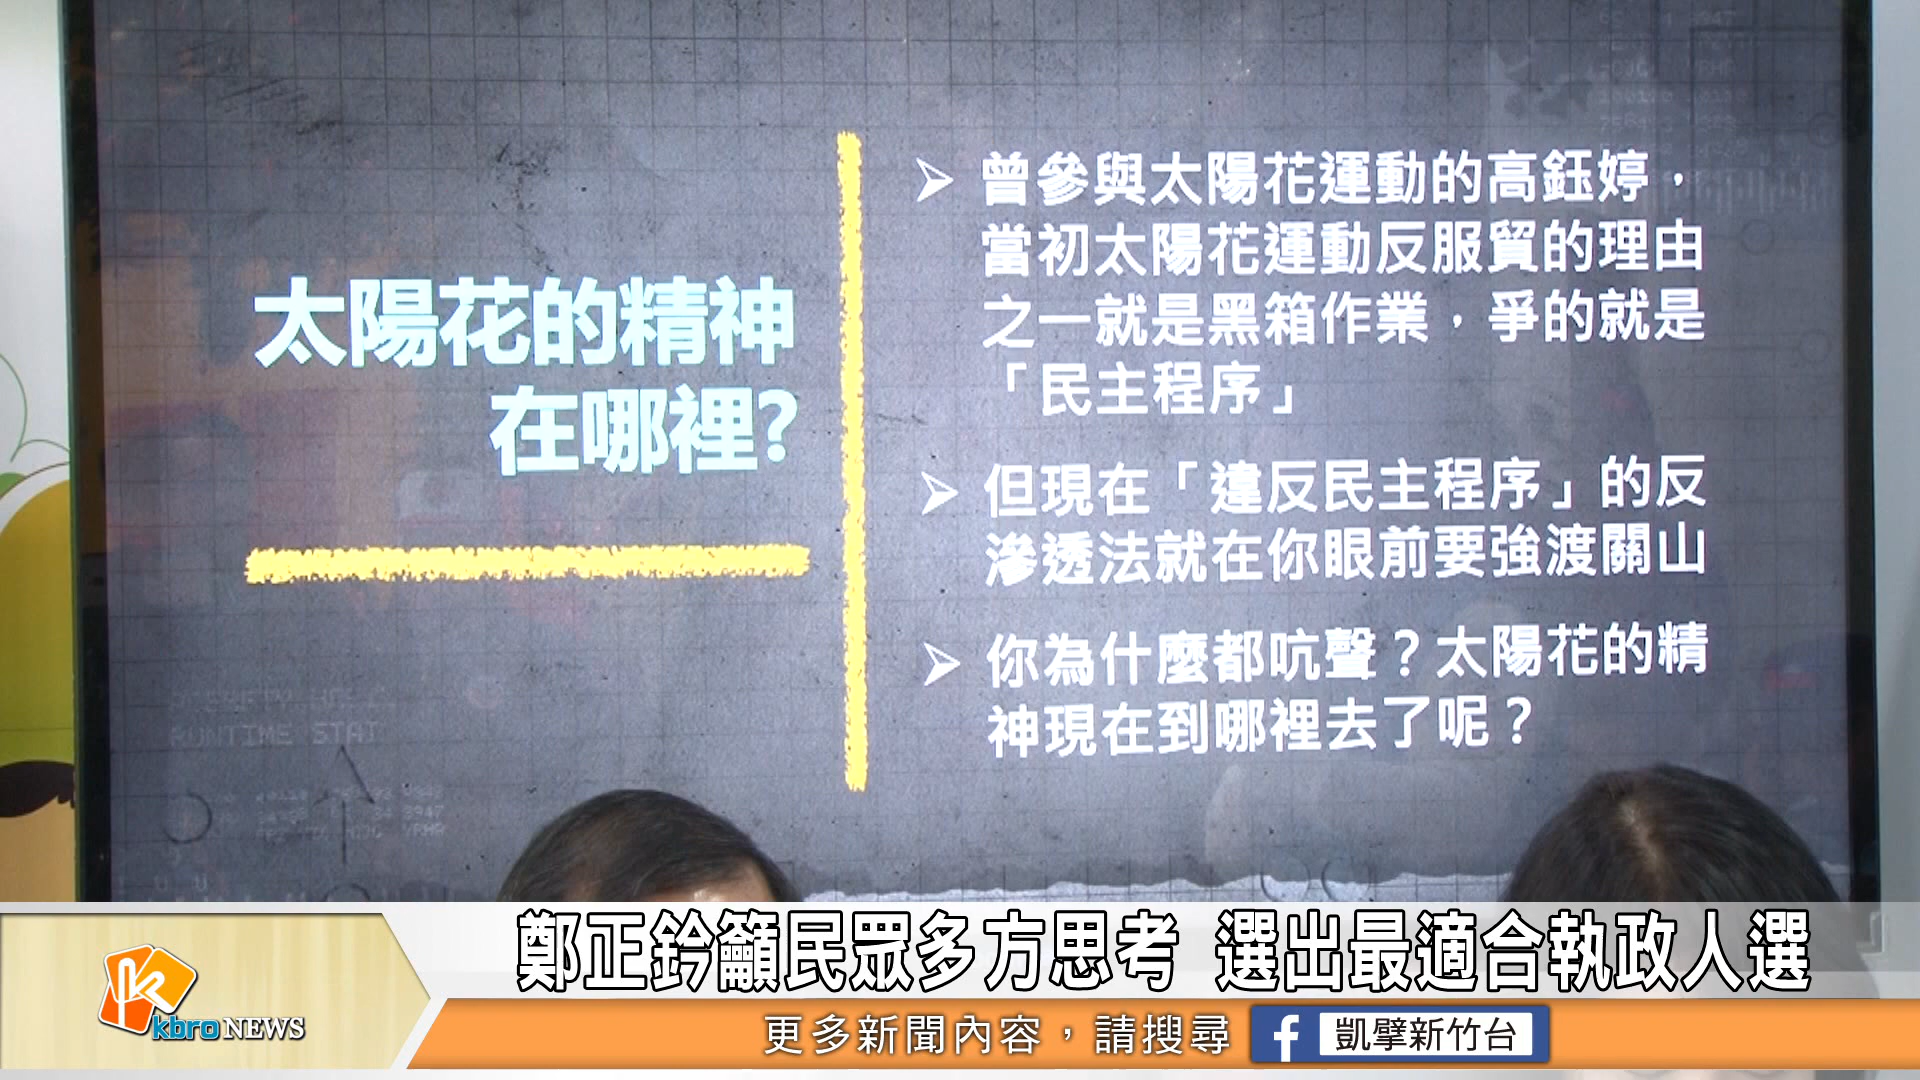 太陽花的精神
在哪裡?
曾參與太陽花運動的高鈺婷，
當初太陽花運動反服貿的理由
之一就是黑箱作業，爭的就是
「民主程序」
但現在「違反民主程序」的反
滲透法就在你眼前要強渡關山
你為什麼都吭聲？太陽花的精
神現在到哪裡去了呢？
RUNTIME STAT
鄭正鈐籲民眾多方思考 選出最適合執政人選
kbro NEWS
更多新聞內容，請搜尋 f 凱擘新竹台